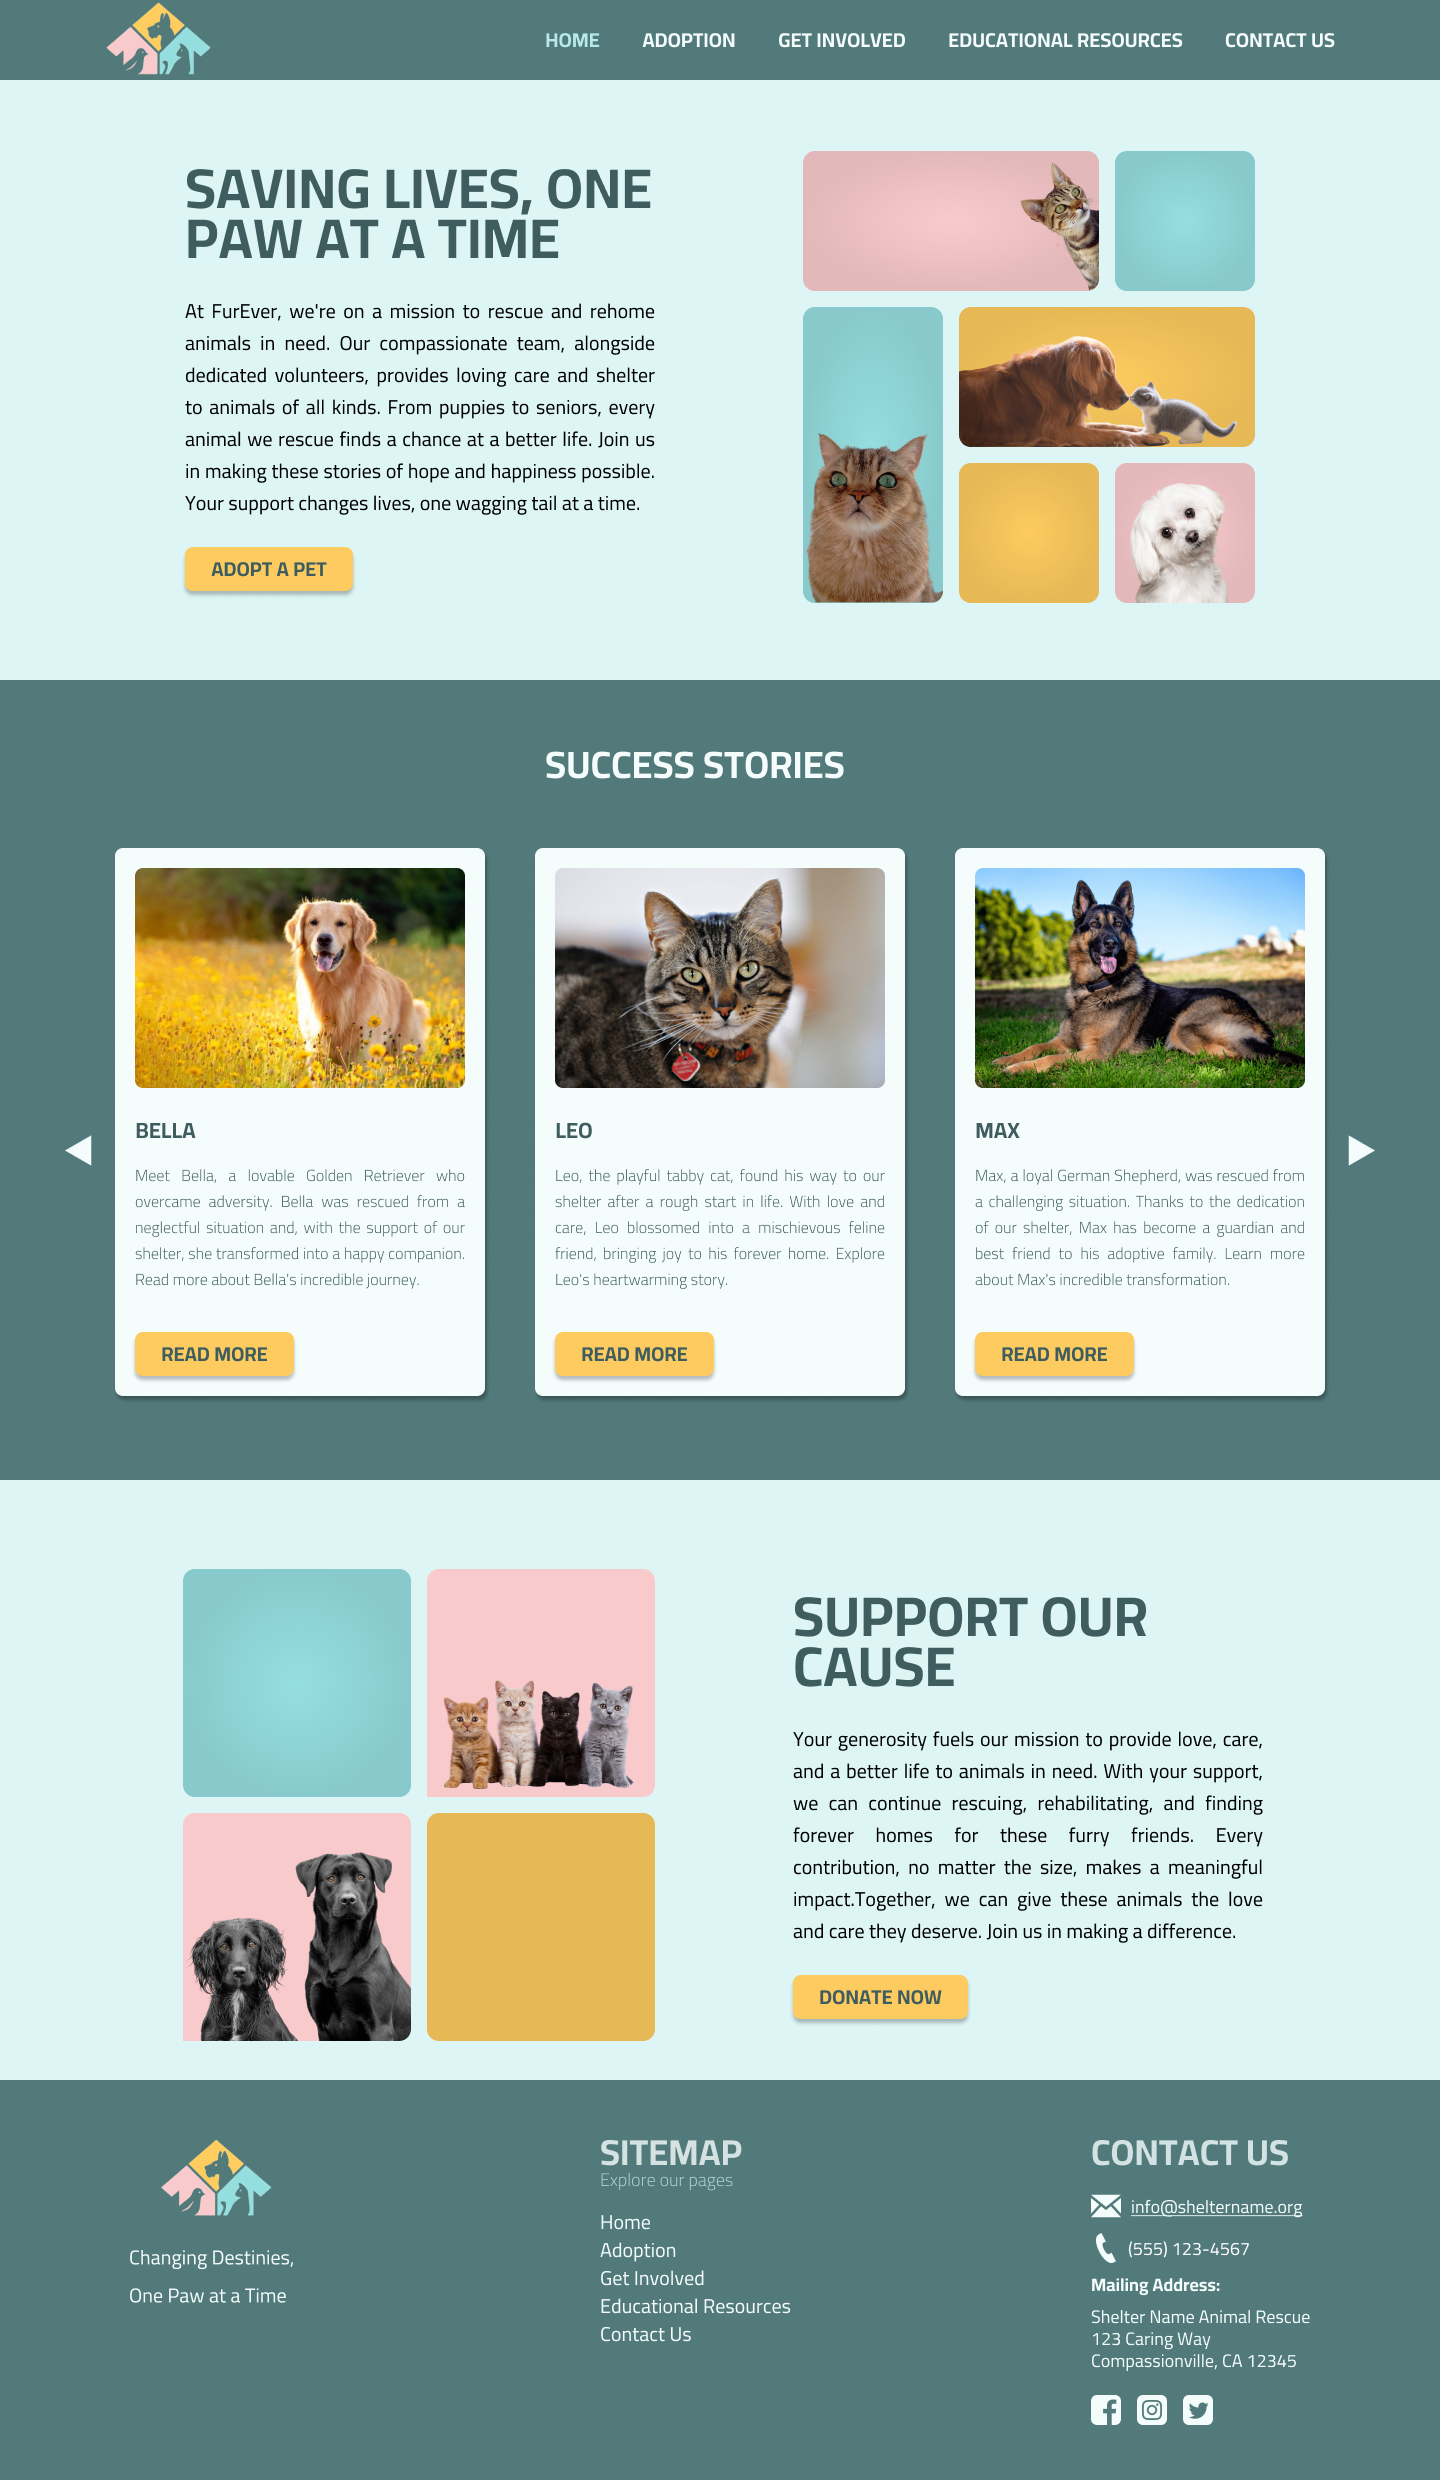 HOME ADOPTION GET INVOLVED EDUCATIONAL RESOURCES CONTACT US
SAVING LIVES, ONE
PAW AT A TIME
At FurEver, we're on a mission to rescue and rehome
animals in need. Our compassionate team, alongside
dedicated volunteers, provides loving care and shelter
to animals of all kinds. From puppies to seniors, every
animal we rescue finds a chance at a better life. Join us
in making these stories of hope and happiness possible.
Your support changes lives, one wagging tail at a time.
ADOPT A PET
SUCCESS STORIES
BELLA
Meet Bella, a lovable Golden Retriever who
overcame adversity. Bella was rescued from a
neglectful situation and, with the support of our
shelter, she transformed into a happy companion.
Read more about Bella's incredible journey.
READ MORE
LEO
Leo, the playful tabby cat, found his way to our
shelter after a rough start in life. With love and
care, Leo blossomed into a mischievous feline
friend, bringing joy to his forever home. Explore
Leo's heartwarming story.
READ MORE
MAX
Max, a loyal German Shepherd, was rescued from
a challenging situation. Thanks to the dedication
of our shelter, Max has become a guardian and
best friend to his adoptive family. Learn more
about Max's incredible transformation.
READ MORE
SUPPORT OUR
CAUSE
Your generosity fuels our mission to provide love, care,
and a better life to animals in need. With your support,
we can continue rescuing, rehabilitating, and finding
forever homes for these furry friends. Every
contribution, no matter the size, makes a meaningful
impact.Together, we can give these animals the love
and care they deserve. Join us in making a difference.
DONATE NOW
Changing Destinies,
One Paw at a Time
SITEMAP
Explore our pages
Home
Adoption
Get Involved
Educational Resources
Contact Us
CONTACT US
info@sheltername.org
(555) 123-4567
Mailing Address:
Shelter Name Animal Rescue
123 Caring Way
Compassionville, CA 12345